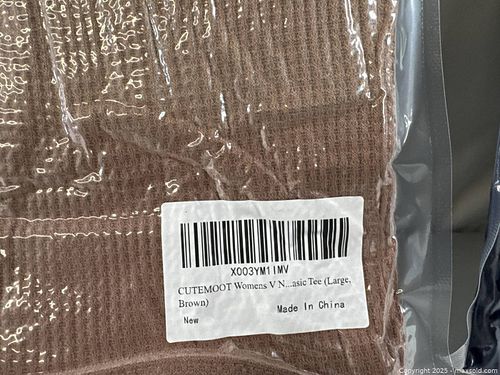 X003YM1IMV
CUTEMOOT Womens V N...asic Tee (Large,
Brown)
New
Made In China
Copyright 2025 - maxsold.com